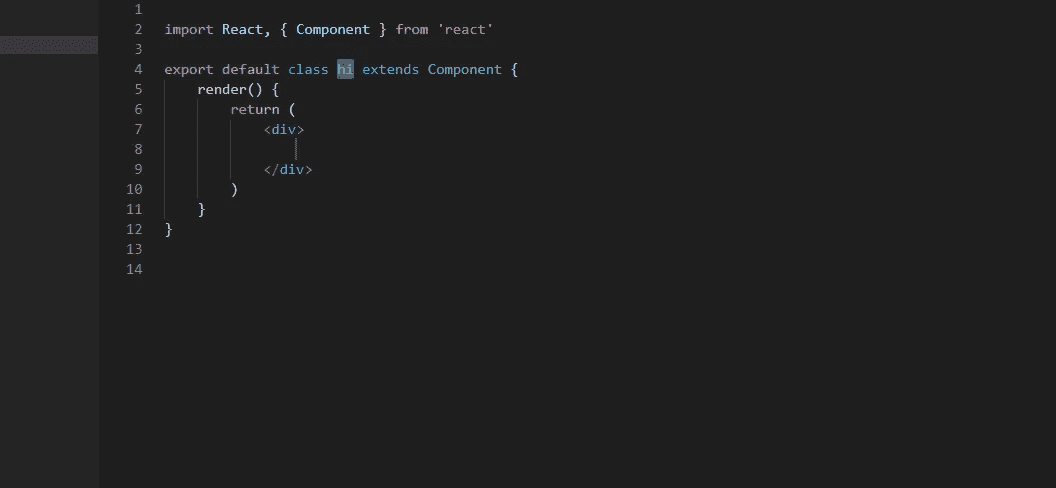 1
2 import React, { Component } from 'react'
3
4 export default class hi extends Component {
5 render() {
6 return (
7 <div>
8
9 </div>
10 )
11 }
12 }
13
14